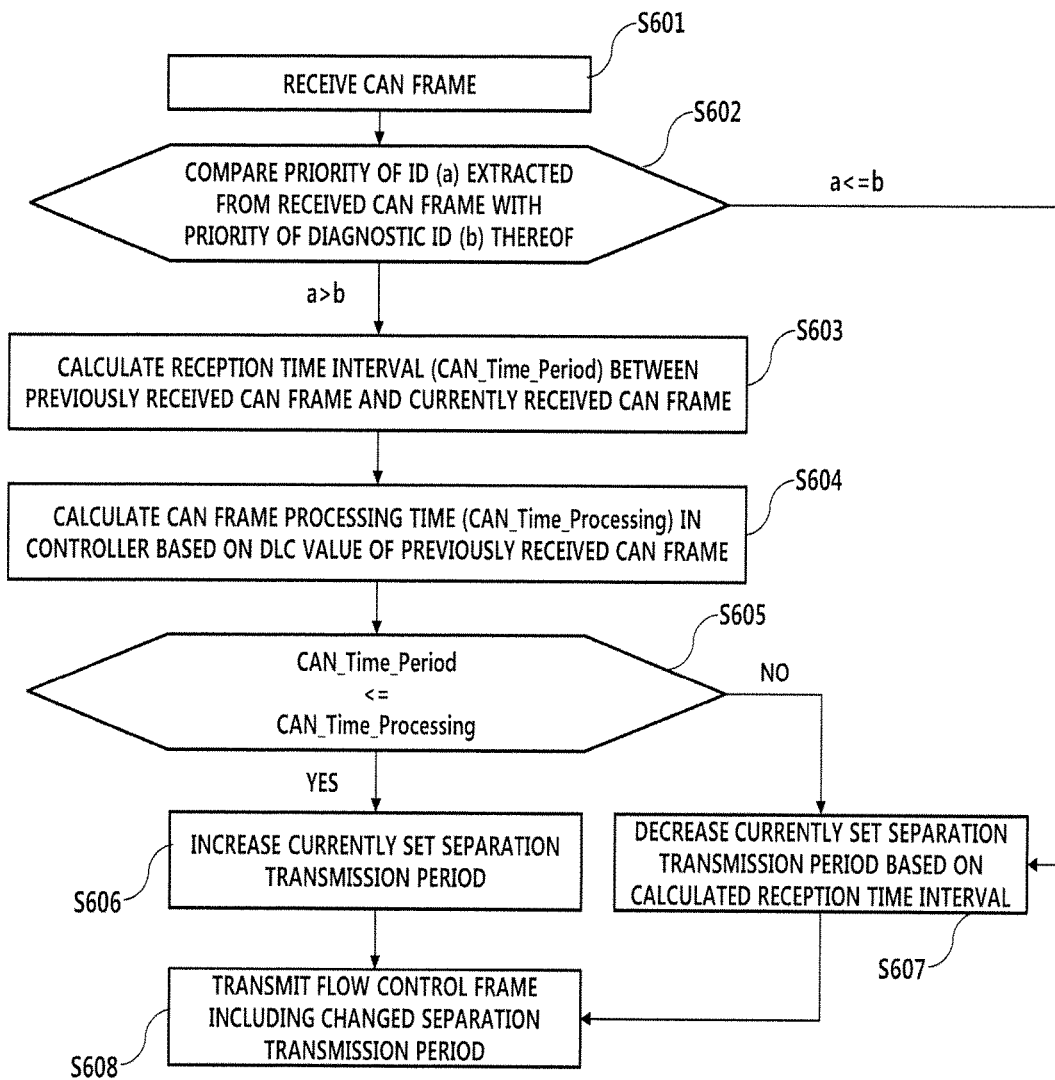 S601
RECEIVE CAN FRAME
S602
COMPARE PRIORITY OF ID (a) EXTRACTED
FROM RECEIVED CAN FRAME WITH
PRIORITY OF DIAGNOSTIC ID (b) THEREOF
a<=b
a>b
S603
CALCULATE RECEPTION TIME INTERVAL (CAN_Time_Period) BETWEEN
PREVIOUSLY RECEIVED CAN FRAME AND CURRENTLY RECEIVED CAN FRAME
S604
CALCULATE CAN FRAME PROCESSING TIME (CAN_Time_Processing) IN
CONTROLLER BASED ON DLC VALUE OF PREVIOUSLY RECEIVED CAN FRAME
S605
CAN_Time_Period
<=
CAN_Time_Processing
NO
YES
INCREASE CURRENTLY SET SEPARATION
TRANSMISSION PERIOD
S606
DECREASE CURRENTLY SET SEPARATION
TRANSMISSION PERIOD BASED ON
CALCULATED RECEPTION TIME INTERVAL
S607
TRANSMIT FLOW CONTROL FRAME
INCLUDING CHANGED SEPARATION
TRANSMISSION PERIOD
S608